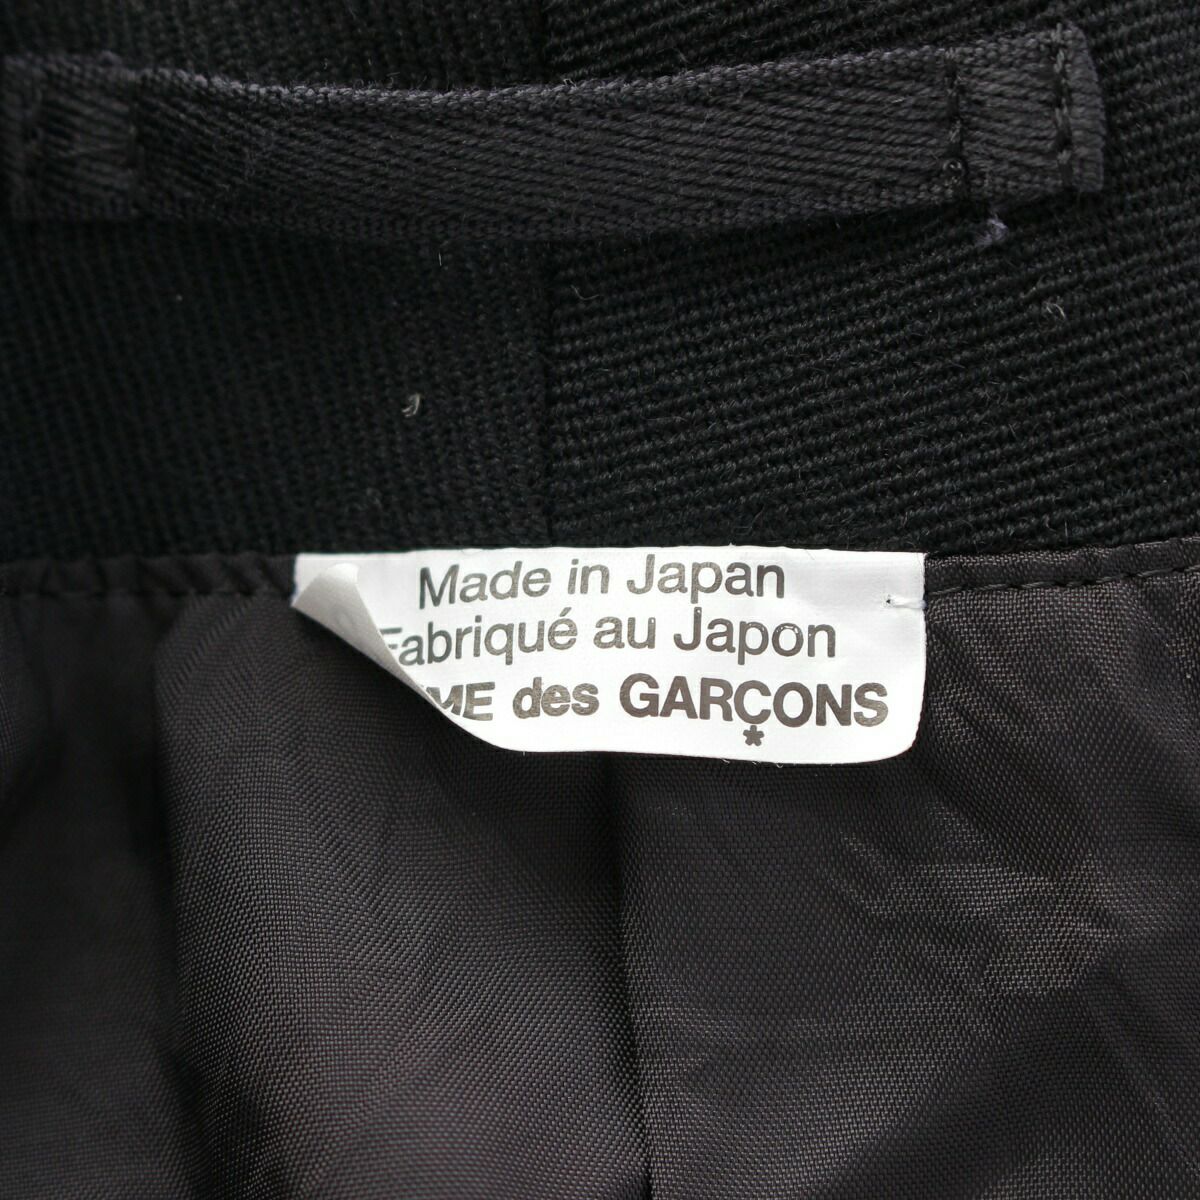 Made in Japan
Fabriqué au Japon
ME des GARÇONS
*